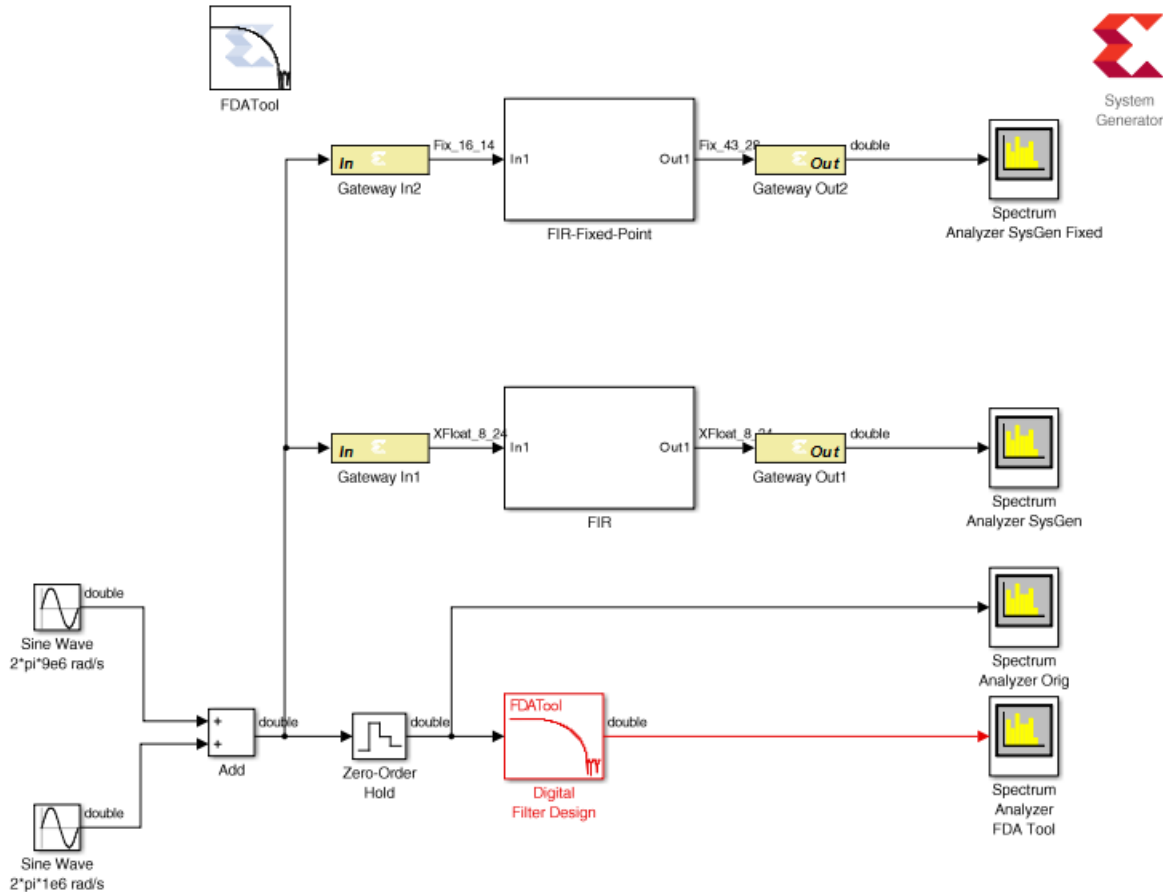 FDATool
System
Generator
Fix_16_14
Fix_43_28
double
In
In1
Out1
Out
Gateway In2
Gateway Out2
FIR-Fixed-Point
Spectrum
Analyzer SysGen Fixed
XFloat_8_24
XFloat_8_24
double
In
In1
Out1
Out
Gateway In1
Gateway Out1
FIR
Spectrum
Analyzer SysGen
double
Sine Wave
2*pi*9e6 rad/s
Spectrum
Analyzer Orig
+
+
double
Add
double
Zero-Order
Hold
FDATool
double
Digital
Filter Design
Spectrum
Analyzer
FDA Tool
double
Sine Wave
2*pi*1e6 rad/s